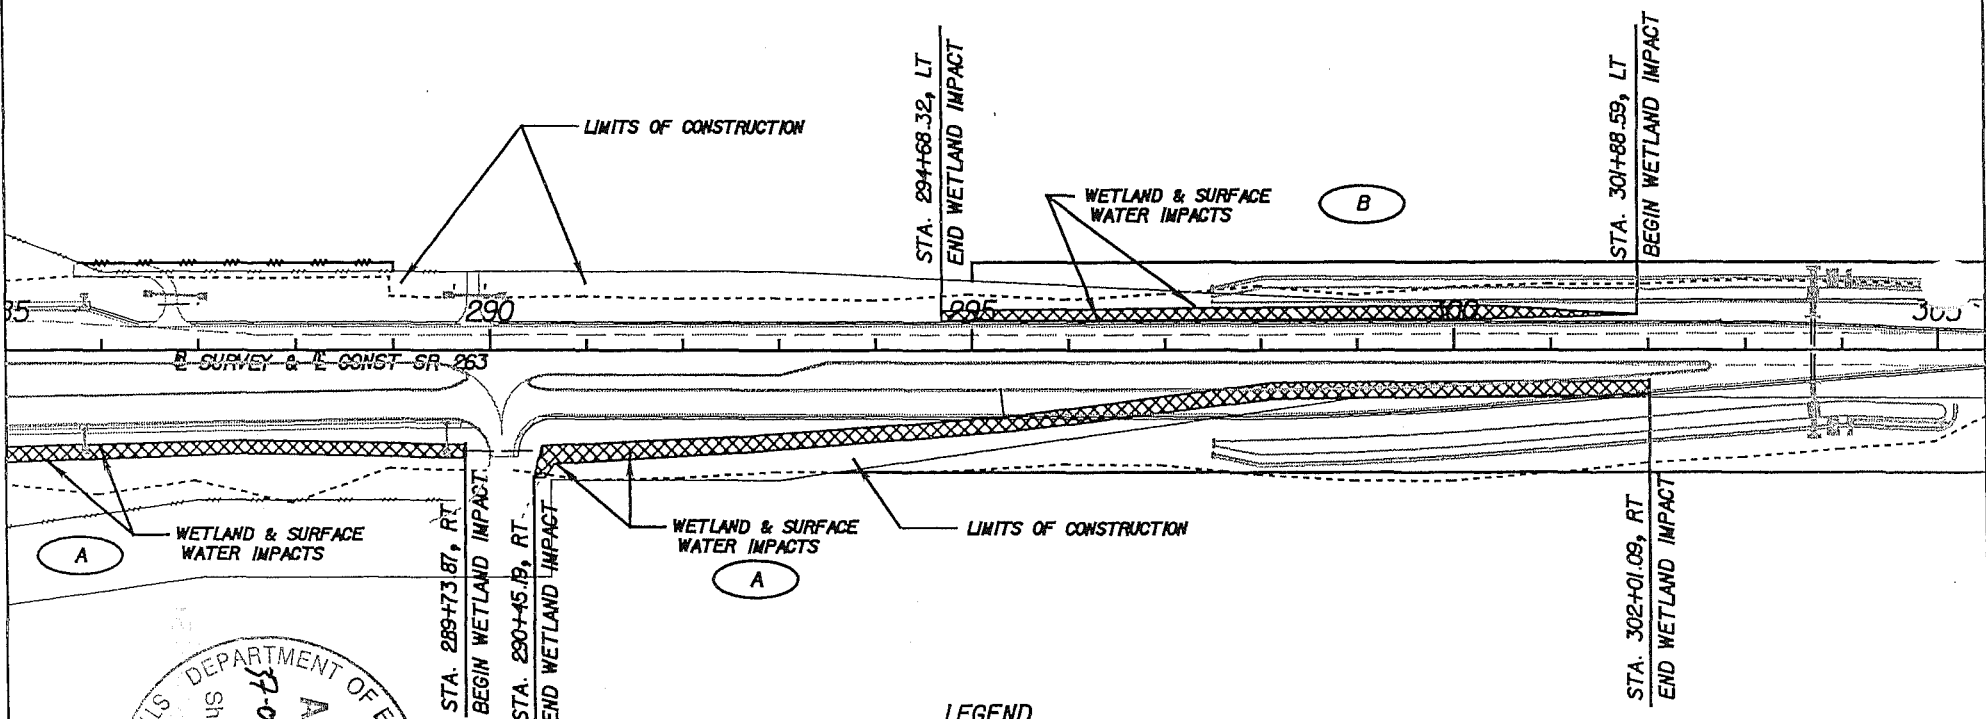 STA. 294+68.32, LT
END WETLAND IMPACT
STA. 301+88.59, LT
BEGIN WETLAND IMPACT
LIMITS OF CONSTRUCTION
WETLAND & SURFACE
WATER IMPACTS
B
290
295
300
305
SURVEY & CONST SR 263
WETLAND & SURFACE
WATER IMPACTS
A
WETLAND & SURFACE
WATER IMPACTS
A
LIMITS OF CONSTRUCTION
STA. 289+73.87, RT
BEGIN WETLAND IMPACT
STA. 290+45.19, RT
END WETLAND IMPACT
STA. 302+01.09, RT
END WETLAND IMPACT
DEPARTMENT OF
LEGEND